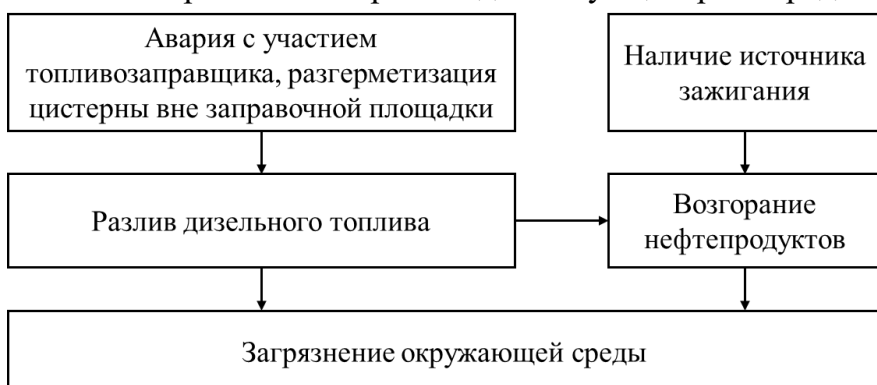 Авария с участием
топливозаправщика, разгерметизация
цистерны вне заправочной площадки
Наличие источника
зажигания
Разлив дизельного топлива
Возгорание
нефтепродуктов
Загрязнение окружающей среды